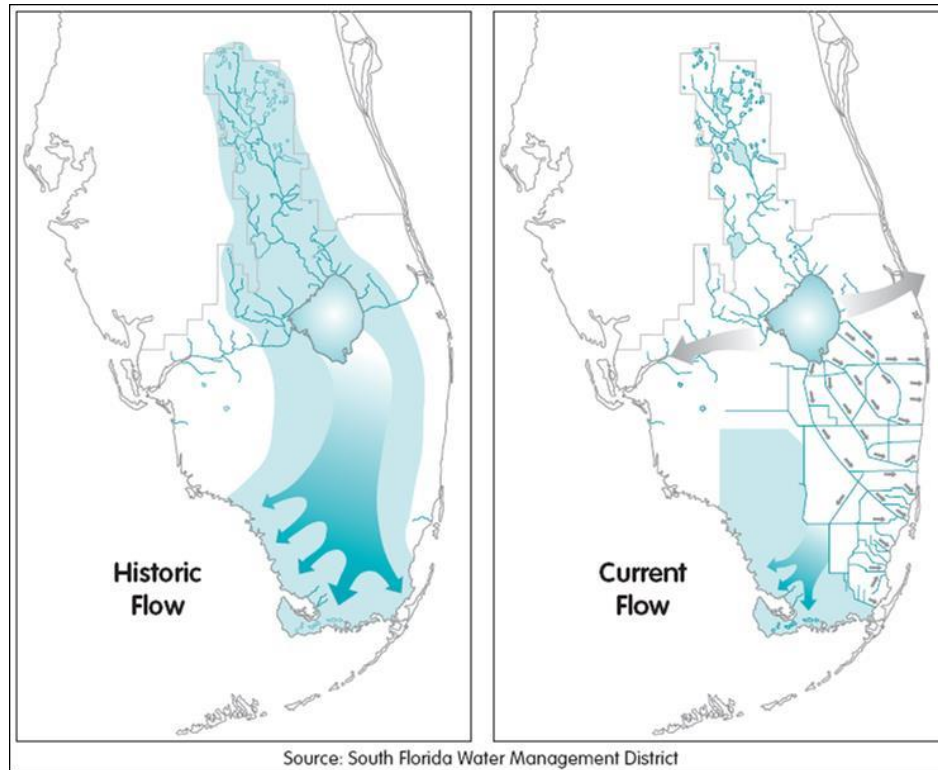 Historic
Flow
Current
Flow
Source: South Florida Water Management District